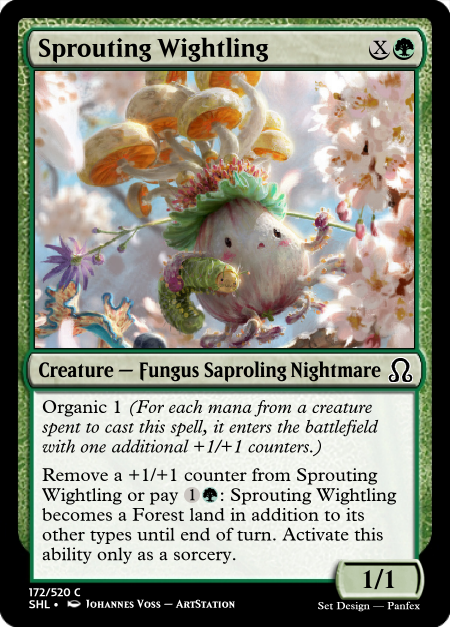 Sprouting Wightling X
Creature — Fungus Saproling Nightmare
Organic 1 (For each mana from a creature
spent to cast this spell, it enters the battlefield
with one additional +1/+1 counters.)
Remove a +1/+1 counter from Sprouting
Wightling or pay 1: Sprouting Wightling
becomes a Forest land in addition to its
other types until end of turn. Activate this
ability only as a sorcery.
1/1
172/520 C
SHL • Johannes Voss — ArtStation
Set Design — Panfex